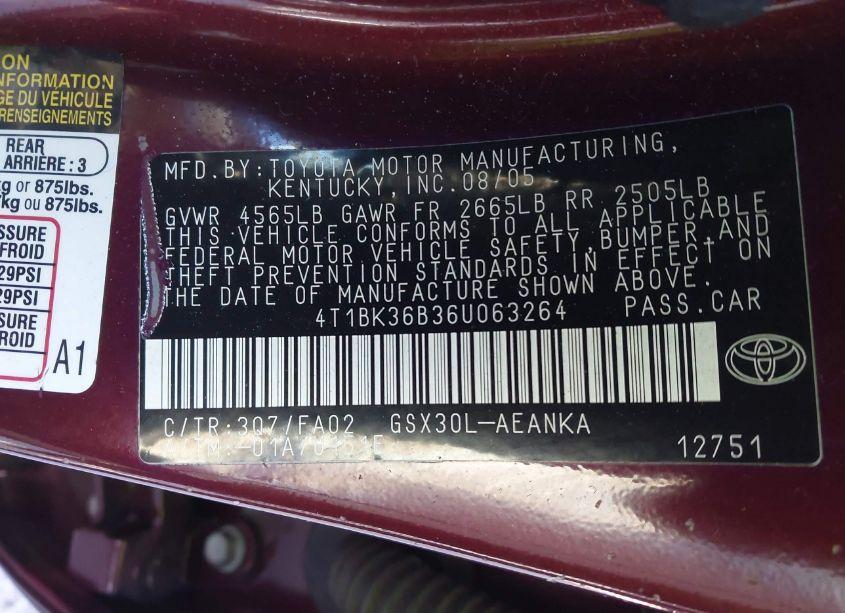 ON
INFORMATION
GE DU VÉHICULE
RENSEIGNEMENTS
REAR
ARRIÈRE : 3
kg or 875lbs.
kg ou 875lbs.
SSURE
FROID
29PSI
29PSI
SSURE
FROID
A1
MFD. BY: TOYOTA MOTOR MANUFACTURING,
KENTUCKY, INC. 08/05
GVWR 4565LB GAWR FR 2665LB RR 2505LB
THIS VEHICLE CONFORMS TO ALL APPLICABLE
FEDERAL MOTOR VEHICLE SAFETY, BUMPER, AND
THEFT PREVENTION STANDARDS IN EFFECT ON
THE DATE OF MANUFACTURE SHOWN ABOVE.
4T1BK36B36U063264 PASS.CAR
C/TR: 3Q7/FA02 GSX30L-AEANKA
A/TM:
12751